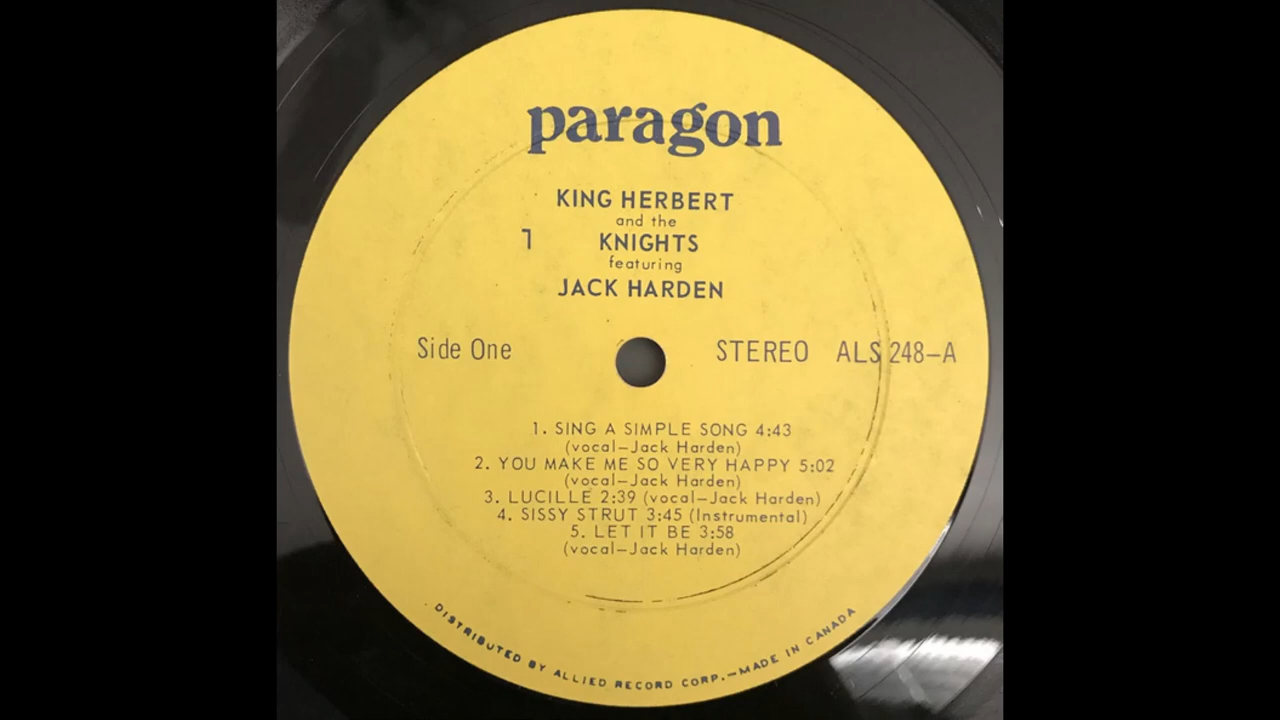 paragon
KING HERBERT
and the
1 KNIGHTS
featuring
JACK HARDEN
Side One STEREO ALS 248-A
1. SING A SIMPLE SONG 4:43
(vocal-Jack Harden)
2. YOU MAKE ME SO VERY HAPPY 5:02
(vocal-Jack Harden)
3. LUCILLE 2:39 (vocal-Jack Harden)
4. SISSY STRUT 3:45 (Instrumental)
5. LET IT BE 3:58
(vocal-Jack Harden)
DISTRIBUTED BY ALLIED RECORD CORP.-MADE IN CANADA